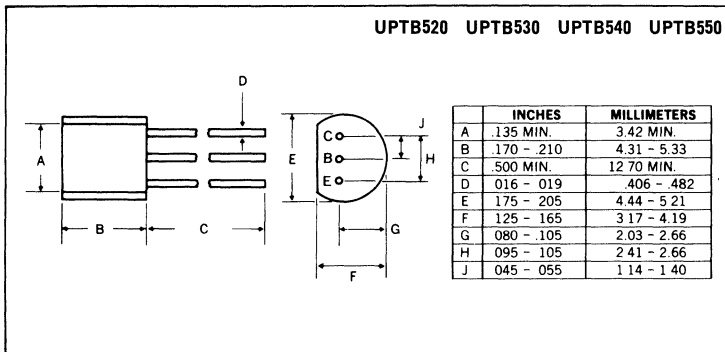 UPTB520 UPTB530 UPTB540 UPTB550
D
A
B
C
E
C
B
E
J
H
G
F
INCHES MILLIMETERS
A .135 MIN. 3.42 MIN.
B .170 - .210 4.31 - 5.33
C .500 MIN. 12 70 MIN.
D 016 - 019 .406 - .482
E 175 - 205 4.44 - 5 21
F 125 - 165 3 17 - 4.19
G 080 - .105 2.03 - 2.66
H 095 - 105 2 41 - 2.66
J 045 - 055 1 14 - 1 40